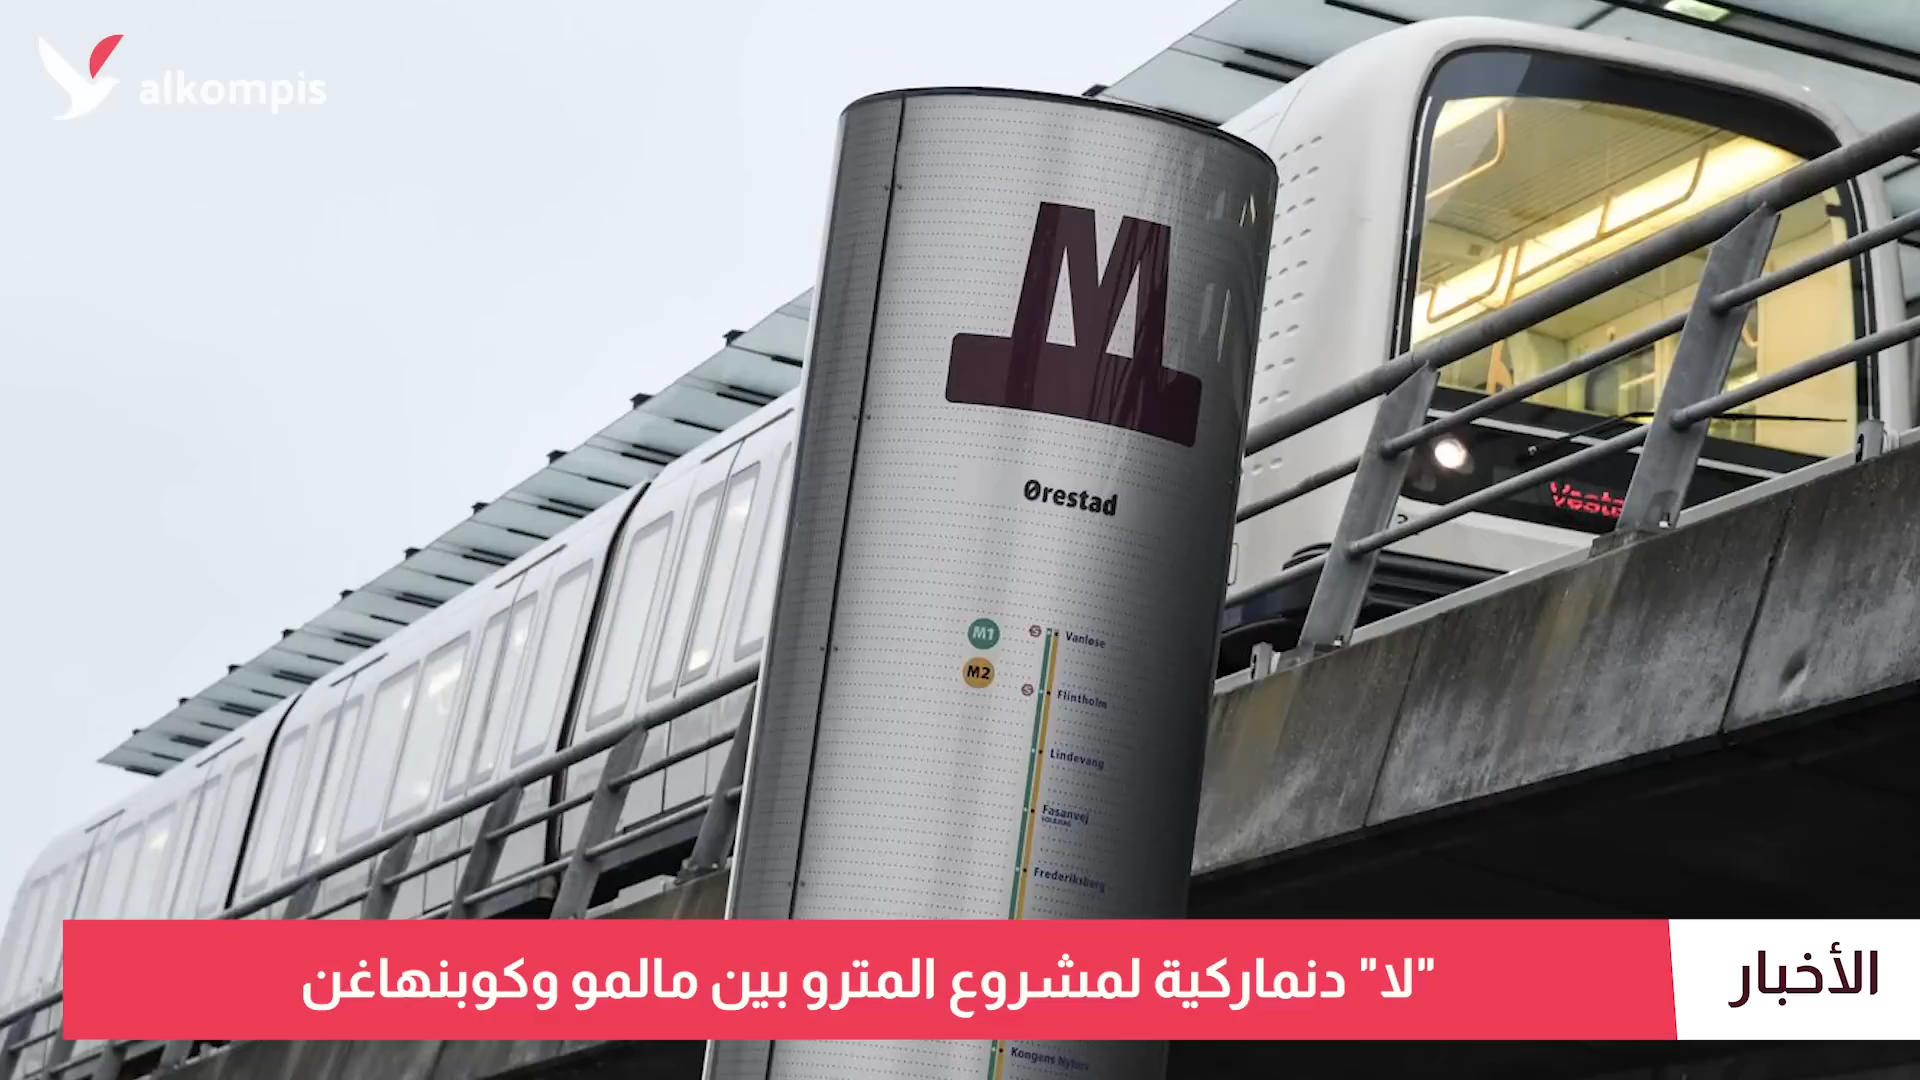 alkompis
M
Ørestad
M1
M2
Vanløse
Flintholm
Lindevang
Fasanvej
Frederiksberg
"لا" دنماركية لمشروع المترو بين مالمو وكوبنهاغن
الأخبار
Kongens Nytorv